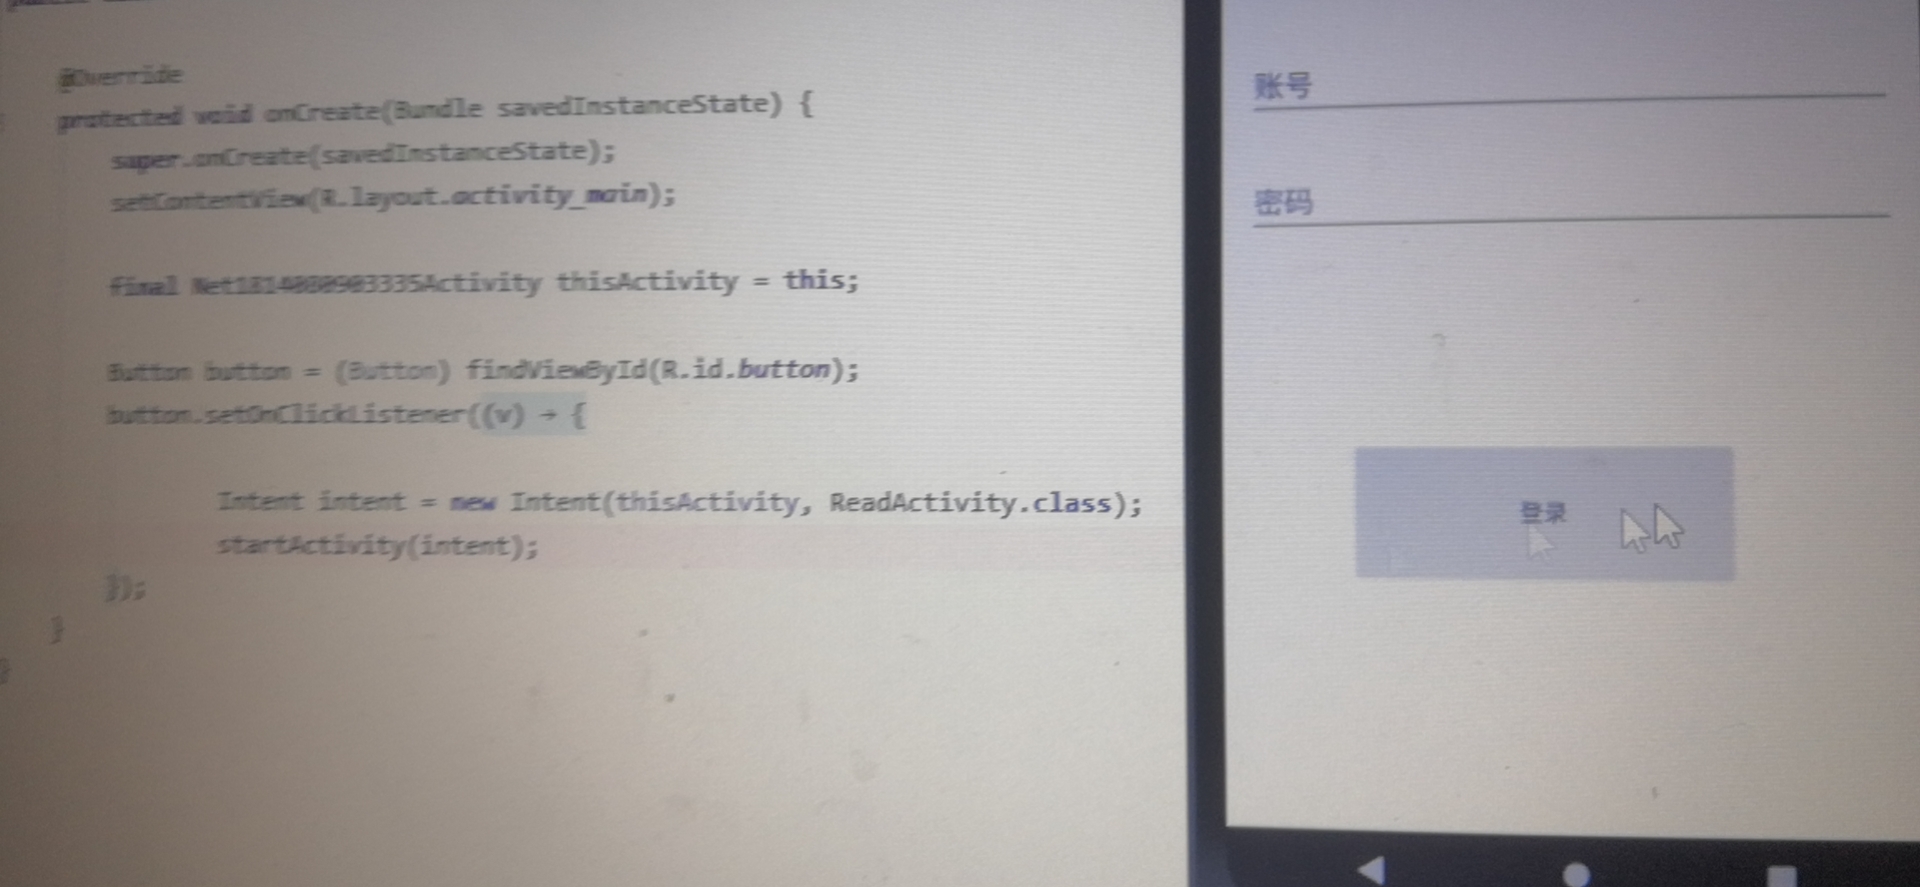 @Override
protected void onCreate(Bundle savedInstanceState) {
super.onCreate(savedInstanceState);
setContentView(R.layout.activity_main);
final thisActivity = this;
Button button = (Button) findViewById(R.id.button);
button.setOnClickListener((v) → {
Intent intent = new Intent(thisActivity, ReadActivity.class);
startActivity(intent);
});
}
}
账号
密码
登录